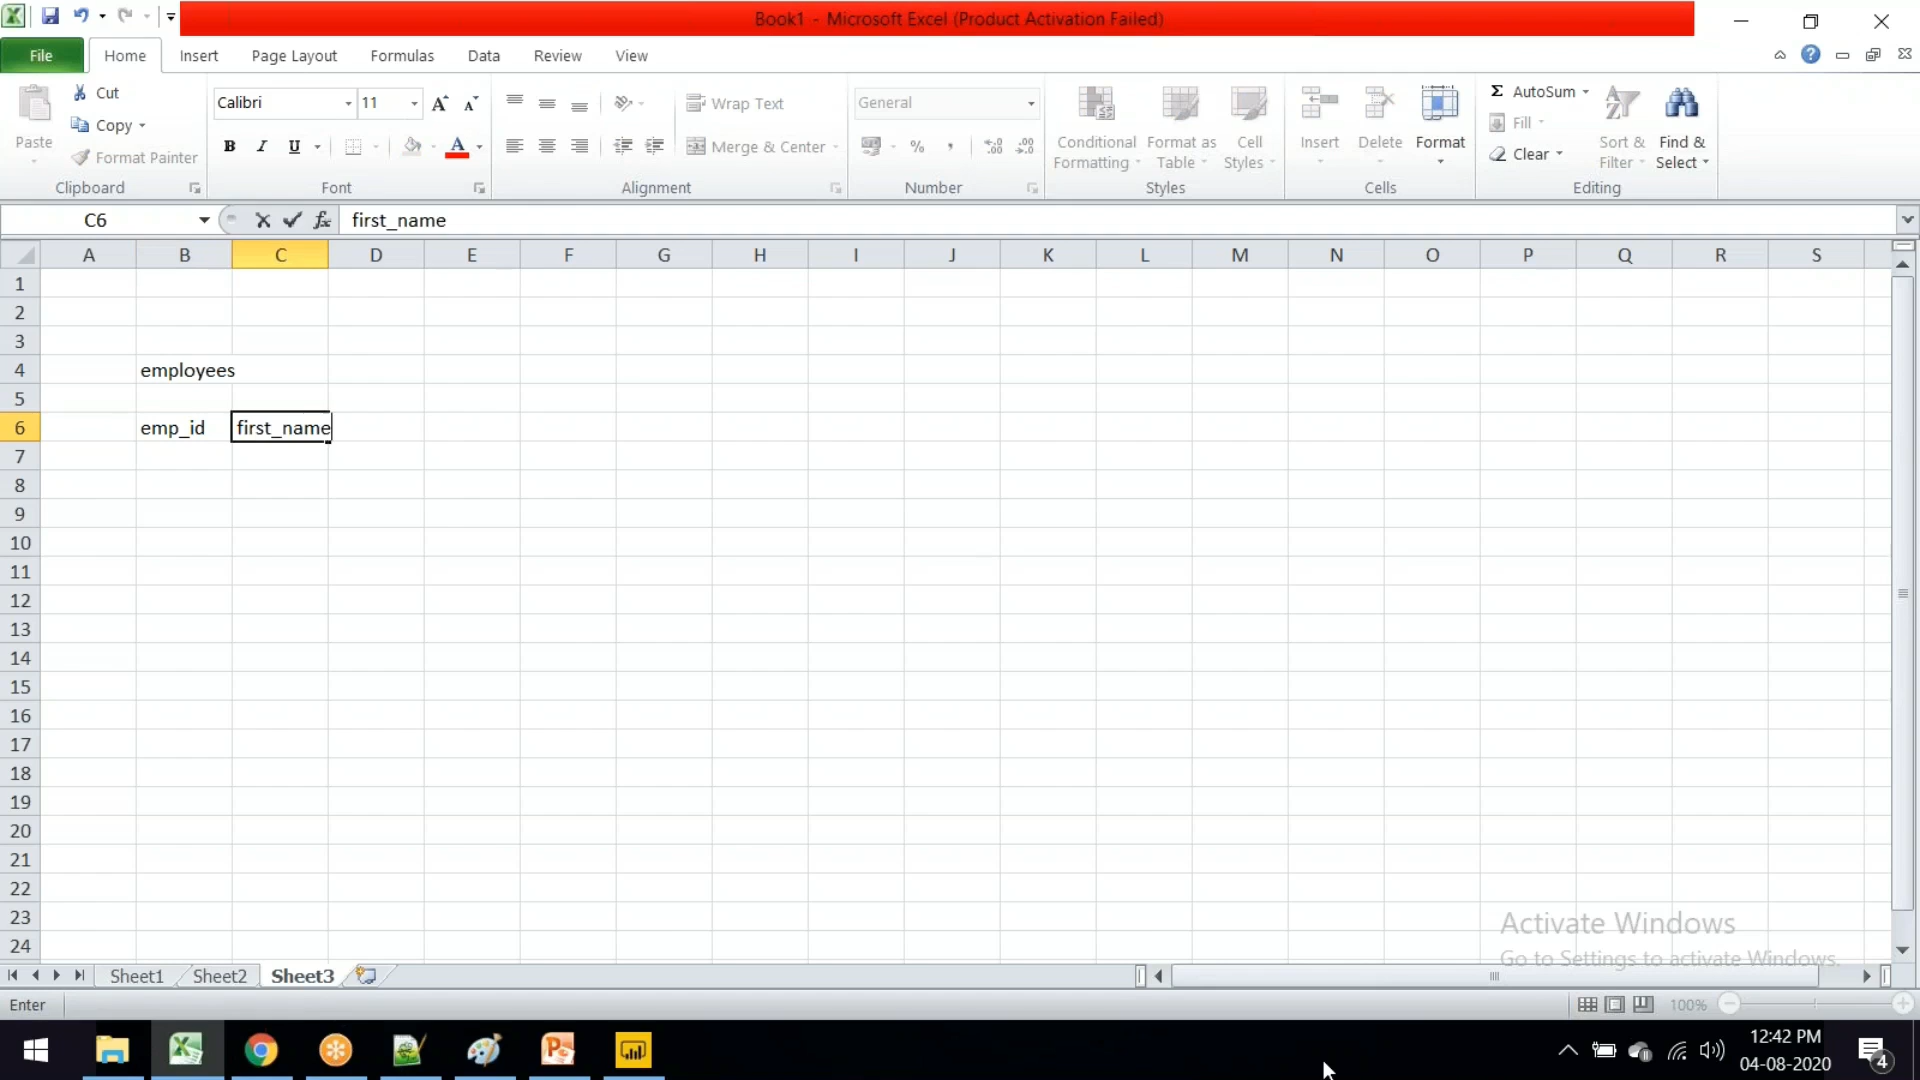 Book1 - Microsoft Excel (Product Activation Failed)
File Home Insert Page Layout Formulas Data Review View
Paste
Cut
Copy
Format Painter
Clipboard
Calibri 11
B I U A
Font
Wrap Text
Merge & Center
Alignment
General
% ,
Number
Conditional Formatting
Format as Table
Cell Styles
Styles
Insert
Delete
Format
Cells
Σ AutoSum
Fill
Clear
Sort & Filter
Find & Select
Editing
C6 fx first_name
A B C D E F G H I J K L M N O P Q R S
1
2
3
4 employees
5
6 emp_id first_name
7
8
9
10
11
12
13
14
15
16
17
18
19
20
21
22
23
24
Activate Windows
Go to Settings to activate Windows.
Sheet1 Sheet2 Sheet3
Enter 100%
12:42 PM
04-08-2020
4